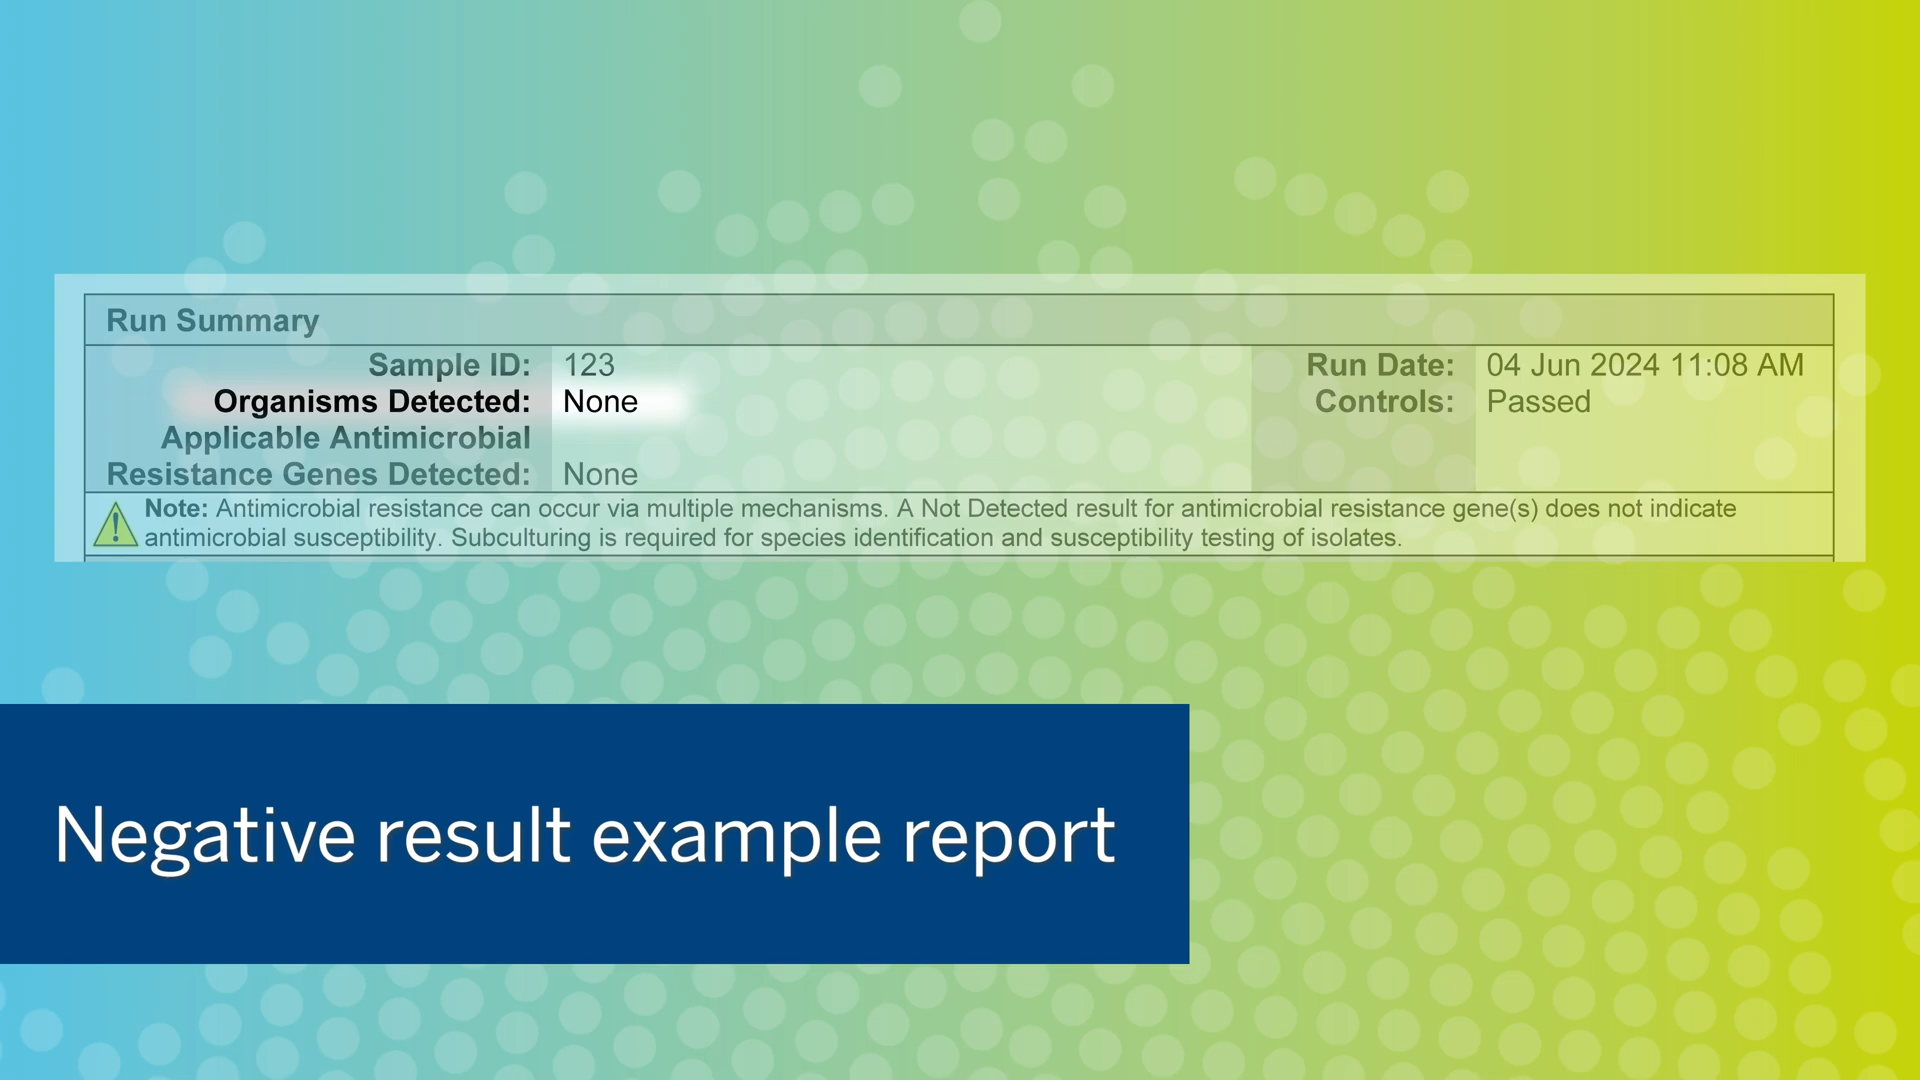 Run Summary
Sample ID: 123
Run Date: 04 Jun 2024 11:08 AM
Organisms Detected: None
Controls: Passed
Applicable Antimicrobial
Resistance Genes Detected: None
Note: Antimicrobial resistance can occur via multiple mechanisms. A Not Detected result for antimicrobial resistance gene(s) does not indicate
antimicrobial susceptibility. Subculturing is required for species identification and susceptibility testing of isolates.
Negative result example report